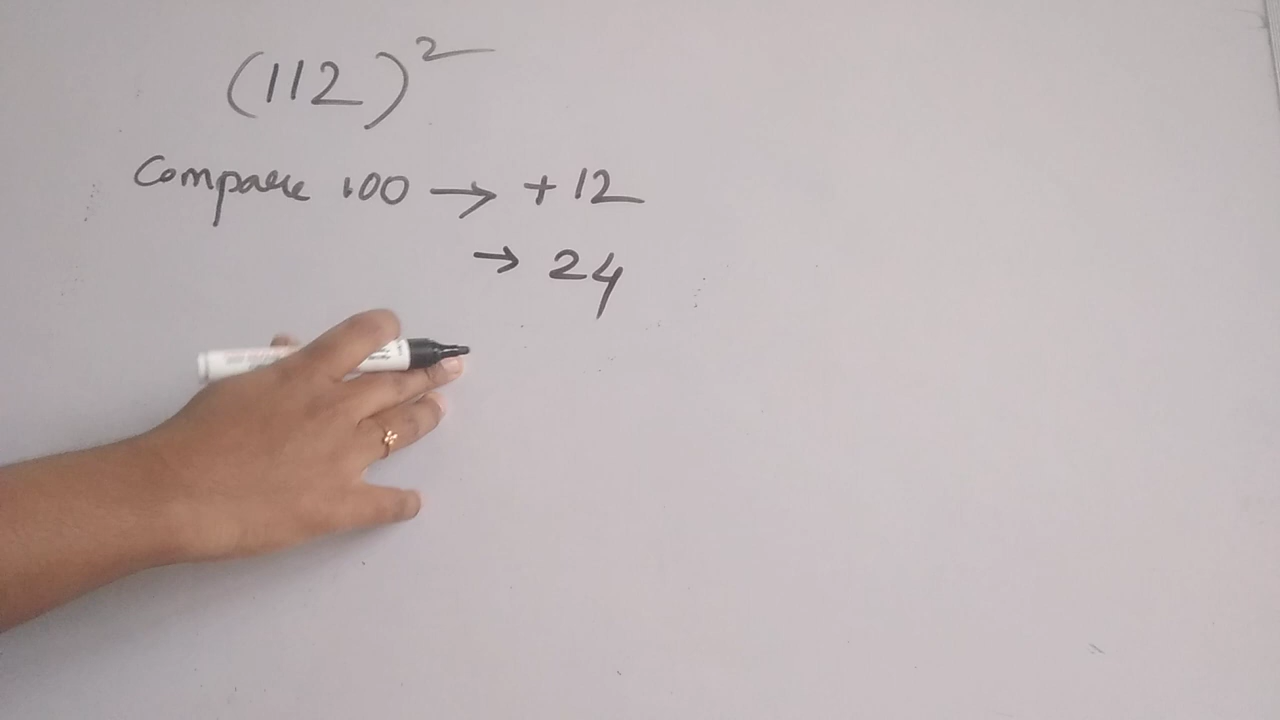 (112)²
Compare 100 → +12
→ 24